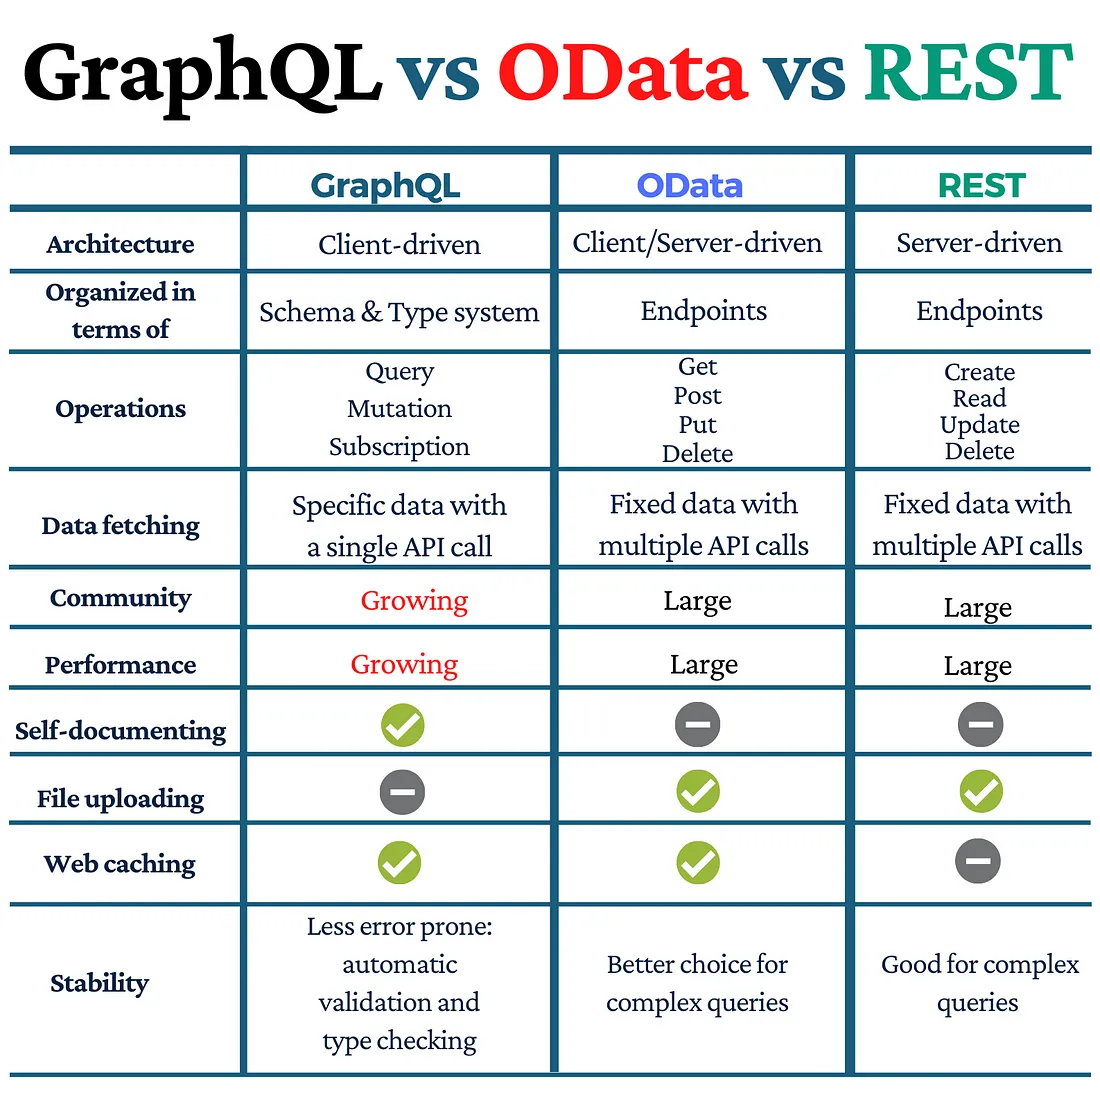 GraphQL vs OData vs REST
GraphQL OData REST
Architecture Client-driven Client/Server-driven Server-driven
Organized in
terms of
Schema & Type system Endpoints Endpoints
Operations
Query
Mutation
Subscription
Get
Post
Put
Delete
Create
Read
Update
Delete
Data fetching
Specific data with
a single API call
Fixed data with
multiple API calls
Fixed data with
multiple API calls
Community Growing Large Large
Performance Growing Large Large
Self-documenting
File uploading
Web caching
Stability
Less error prone:
automatic
validation and
type checking
Better choice for
complex queries
Good for complex
queries